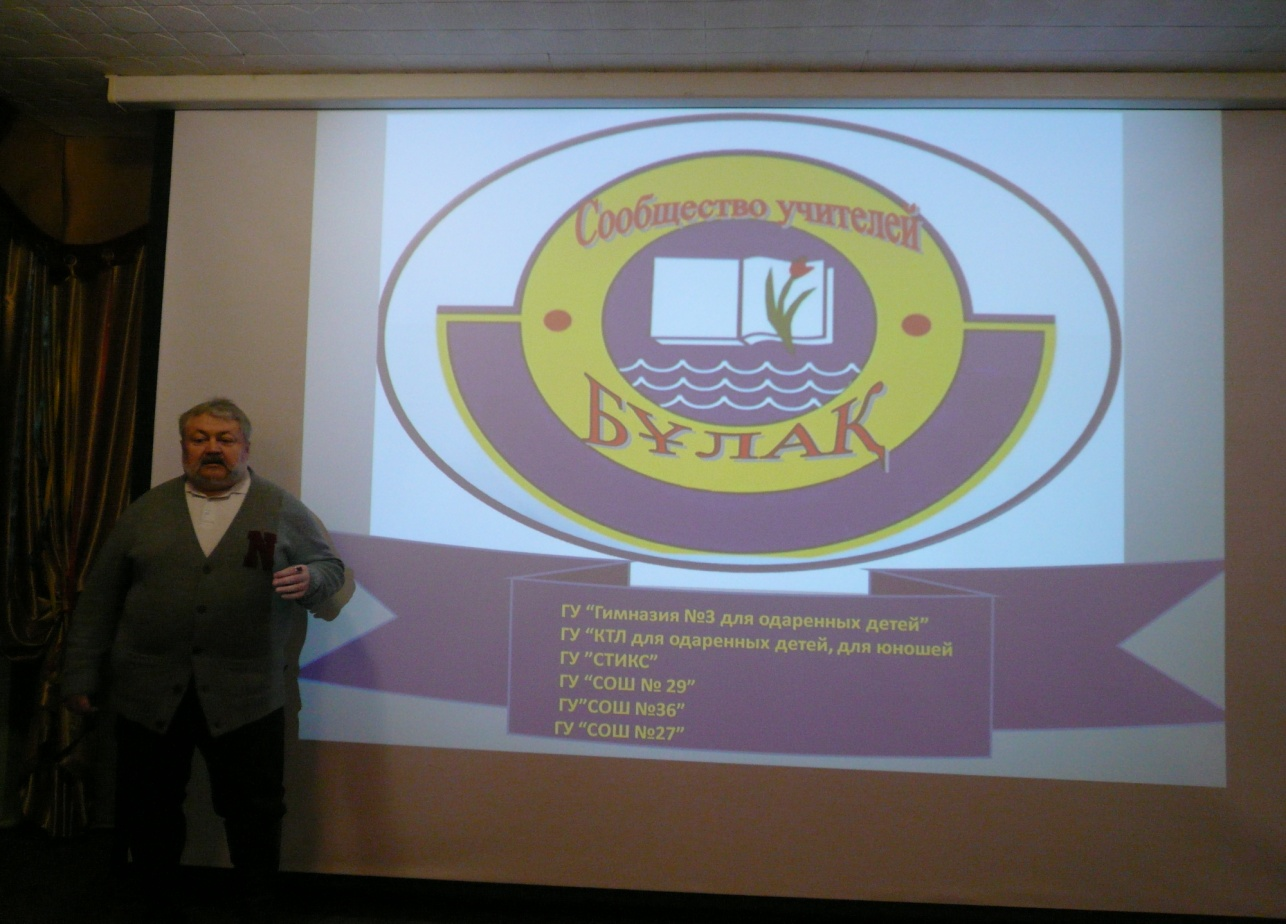 Сообщество учителей
БҰЛАҚ
N
ГУ “Гимназия №3 для одаренных детей”
ГУ “КТЛ для одаренных детей, для юношей
ГУ ”СТИКС”
ГУ “СОШ № 29”
ГУ”СОШ №36”
ГУ “СОШ №27”